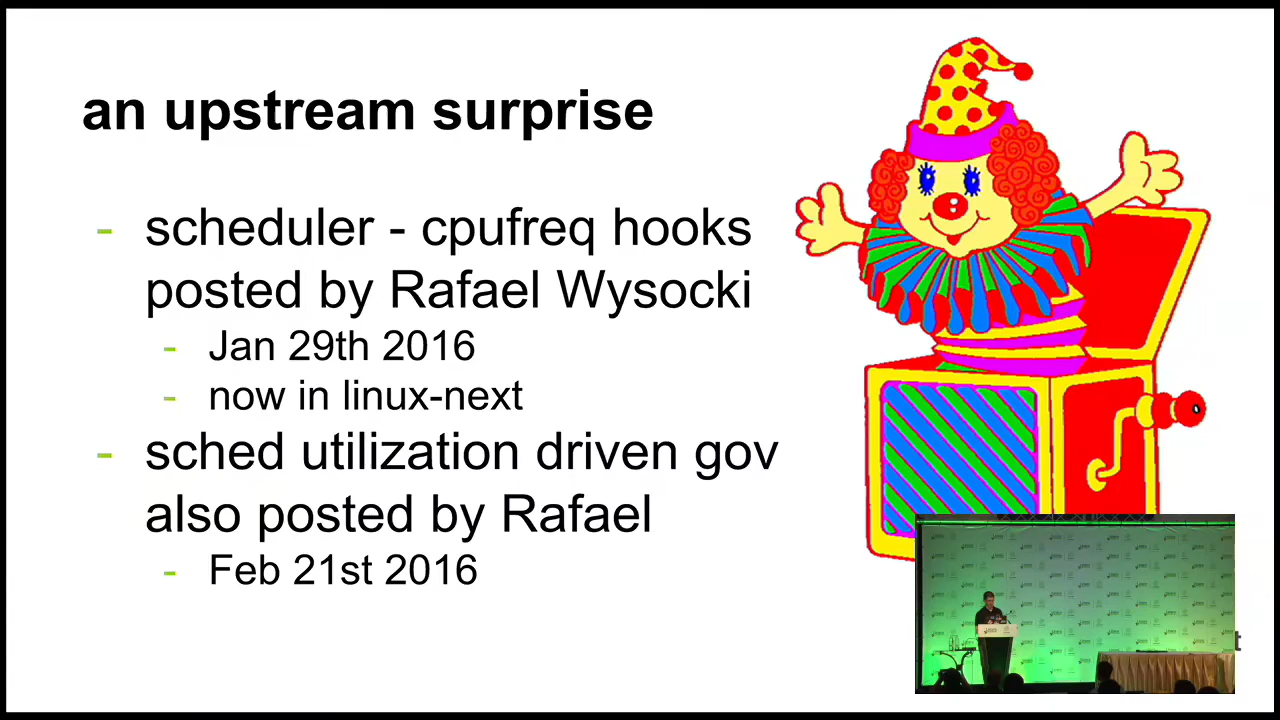 an upstream surprise
- scheduler - cpufreq hooks
posted by Rafael Wysocki
- Jan 29th 2016
- now in linux-next
- sched utilization driven gov
also posted by Rafael
- Feb 21st 2016